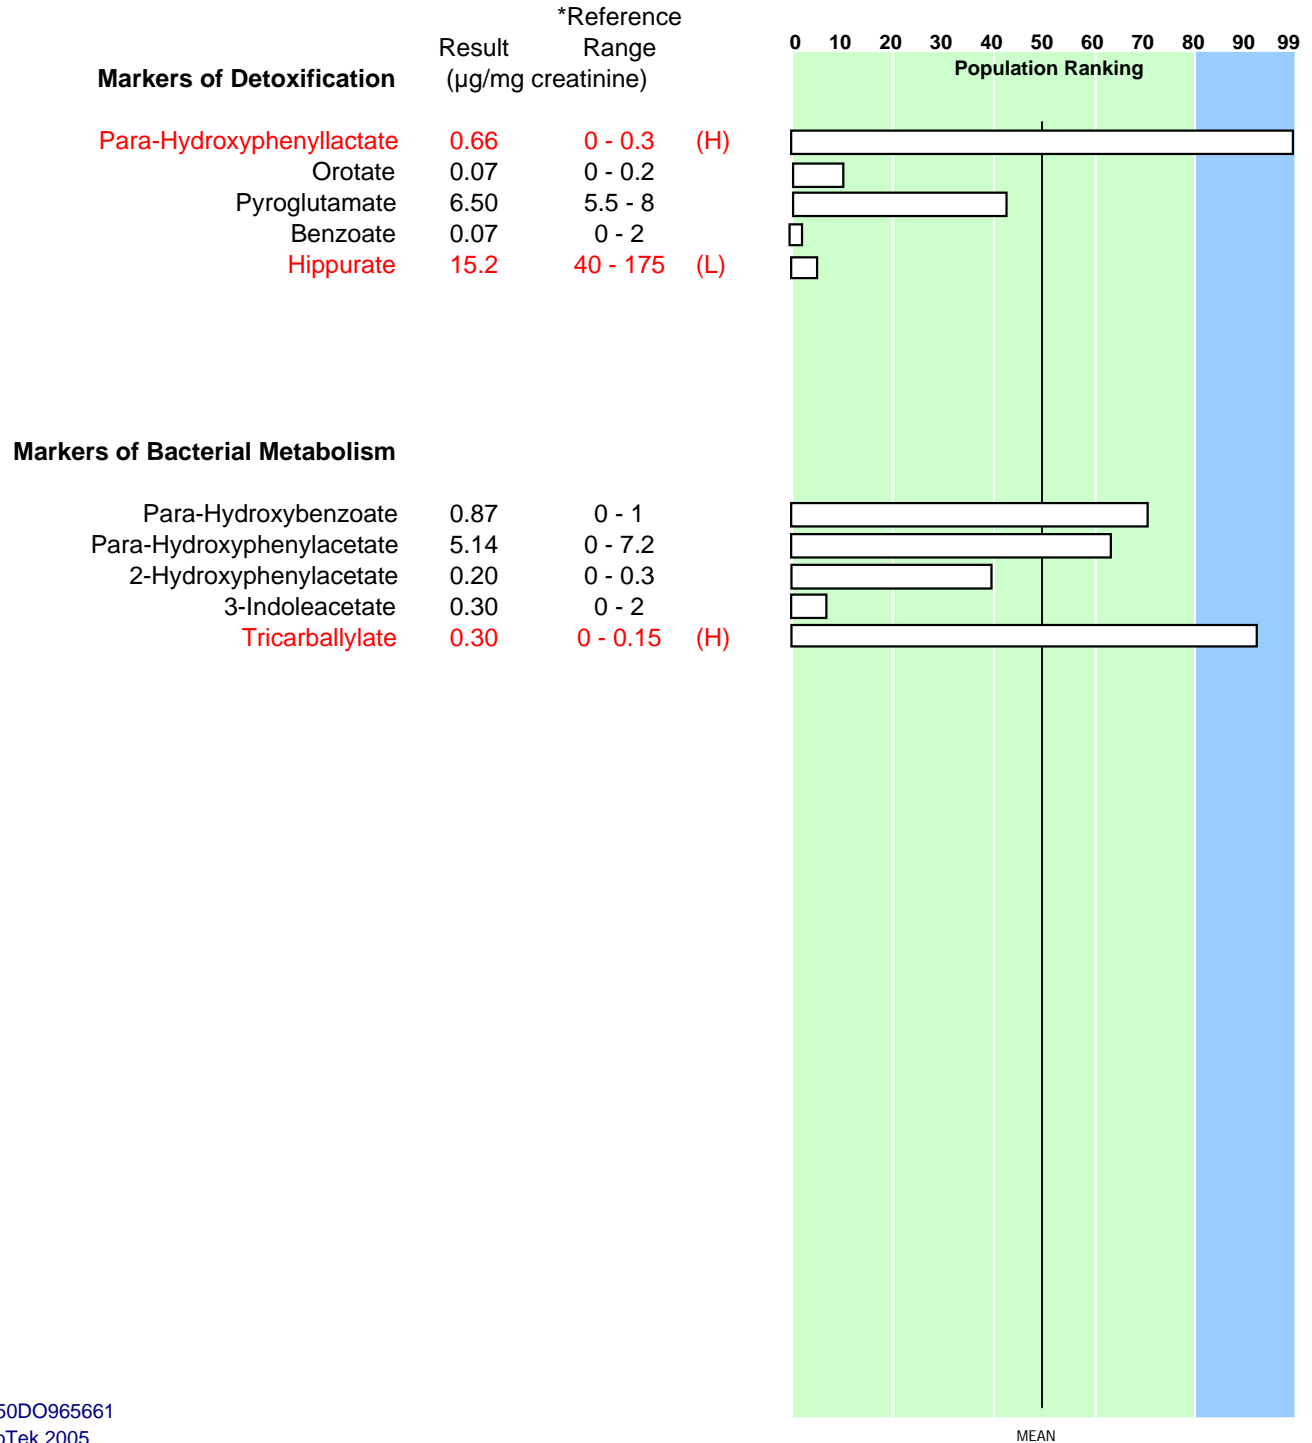 *Reference
Result Range
Markers of Detoxification (µg/mg creatinine)
0 10 20 30 40 50 60 70 80 90 99
Population Ranking
Para-Hydroxyphenyllactate 0.66 0 - 0.3 (H)
Orotate 0.07 0 - 0.2
Pyroglutamate 6.50 5.5 - 8
Benzoate 0.07 0 - 2
Hippurate 15.2 40 - 175 (L)
Markers of Bacterial Metabolism
Para-Hydroxybenzoate 0.87 0 - 1
Para-Hydroxyphenylacetate 5.14 0 - 7.2
2-Hydroxyphenylacetate 0.20 0 - 0.3
3-Indoleacetate 0.30 0 - 2
Tricarballylate 0.30 0 - 0.15 (H)
50DO965661
oTek 2005
MEAN